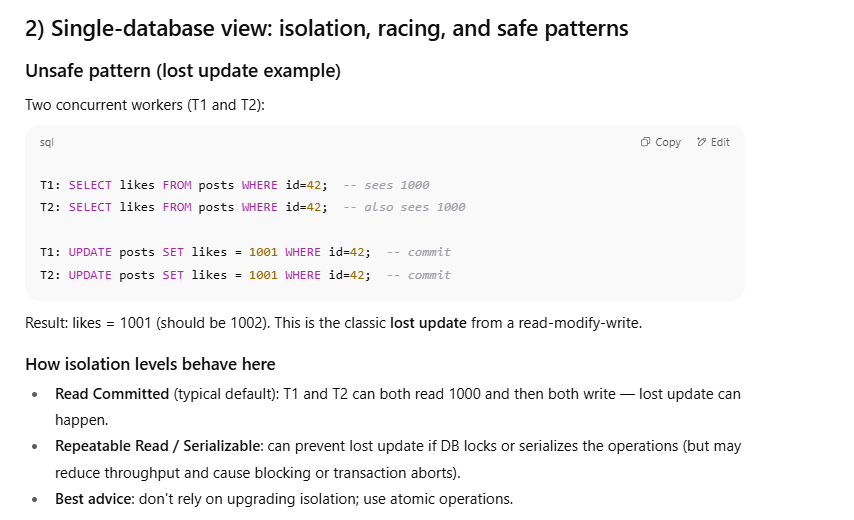 2) Single-database view: isolation, racing, and safe patterns
Unsafe pattern (lost update example)
Two concurrent workers (T1 and T2):
sql
Copy
Edit
T1: SELECT likes FROM posts WHERE id=42;  -- sees 1000
T2: SELECT likes FROM posts WHERE id=42;  -- also sees 1000
T1: UPDATE posts SET likes = 1001 WHERE id=42;  -- commit
T2: UPDATE posts SET likes = 1001 WHERE id=42;  -- commit
Result: likes = 1001 (should be 1002). This is the classic lost update from a read-modify-write.
How isolation levels behave here
• Read Committed (typical default): T1 and T2 can both read 1000 and then both write — lost update can
happen.
• Repeatable Read / Serializable: can prevent lost update if DB locks or serializes the operations (but may
reduce throughput and cause blocking or transaction aborts).
• Best advice: don't rely on upgrading isolation; use atomic operations.